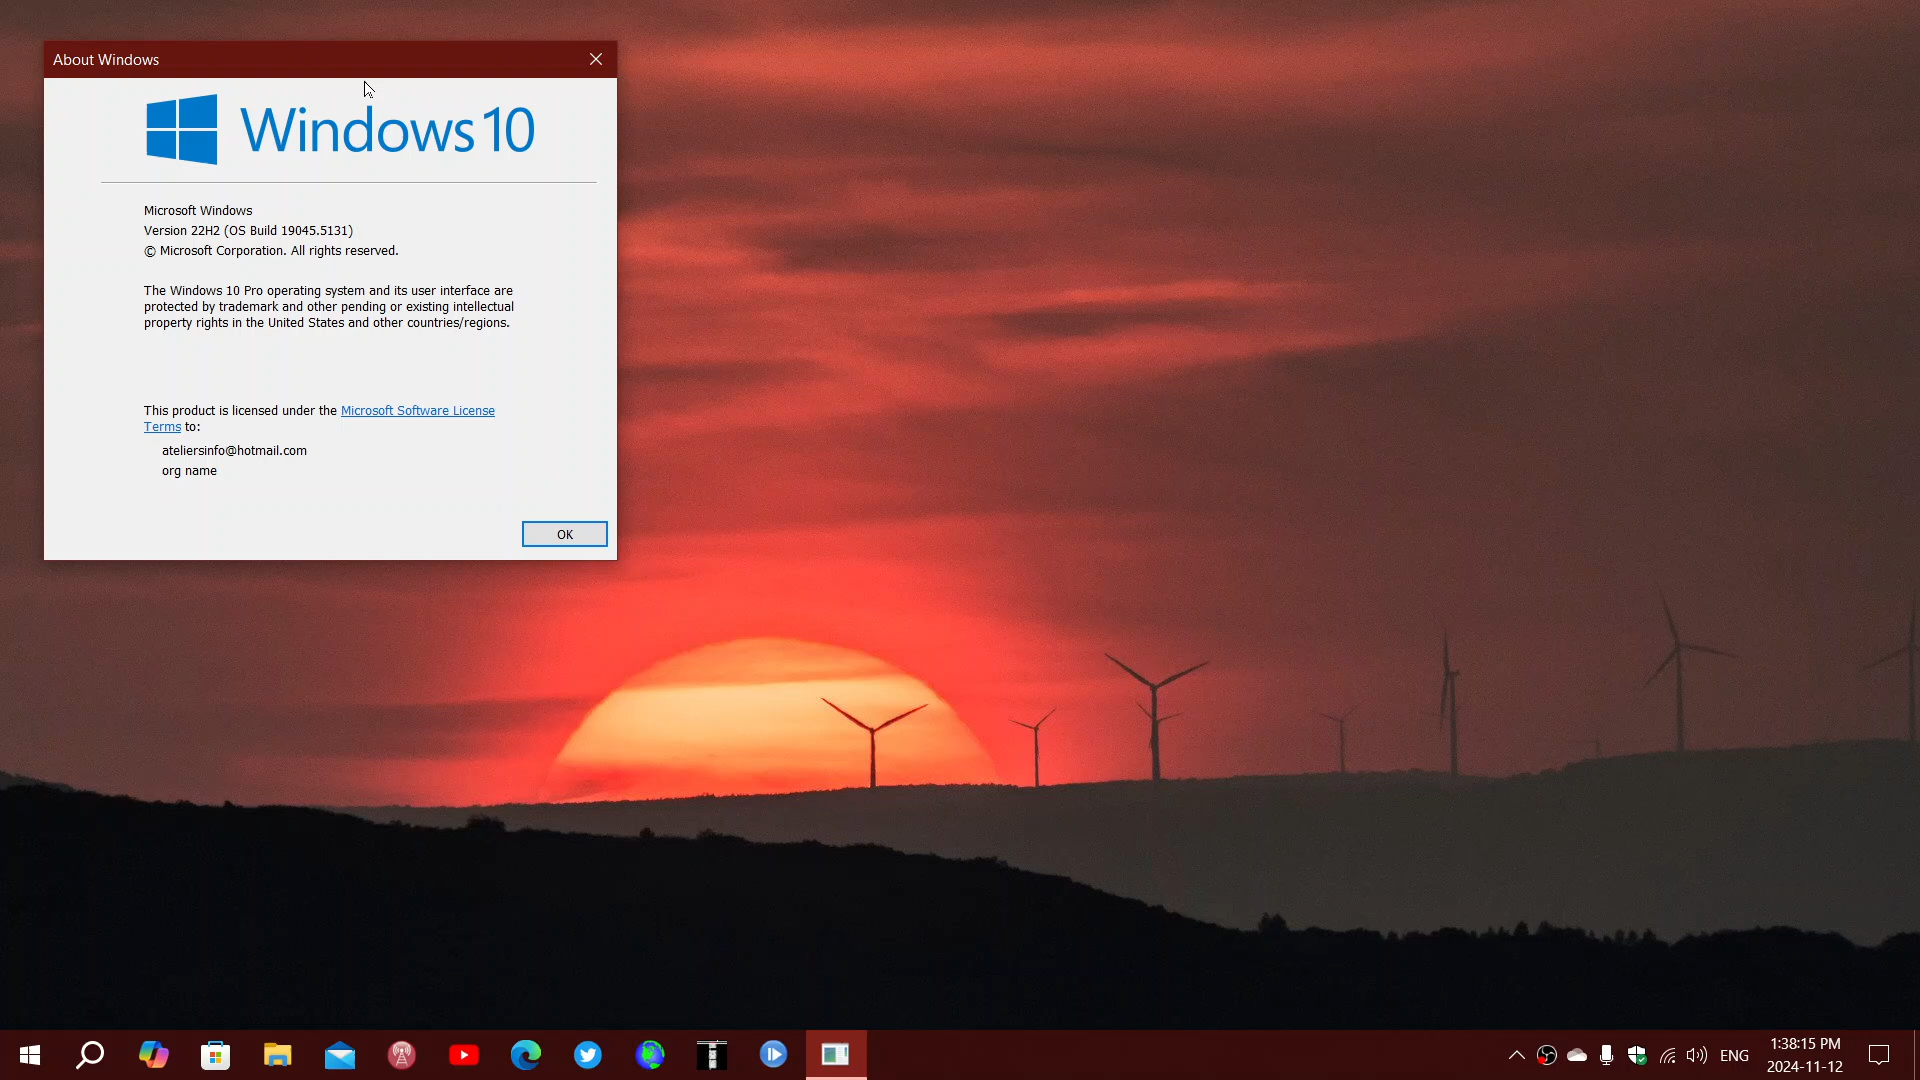 About Windows
Windows 10
Microsoft Windows
Version 22H2 (OS Build 19045.5131)
© Microsoft Corporation. All rights reserved.
The Windows 10 Pro operating system and its user interface are
protected by trademark and other pending or existing intellectual
property rights in the United States and other countries/regions.
This product is licensed under the Microsoft Software License
Terms to:
ateliersinfo@hotmail.com
org name
OK
ENG
1:38:15 PM
2024-11-12